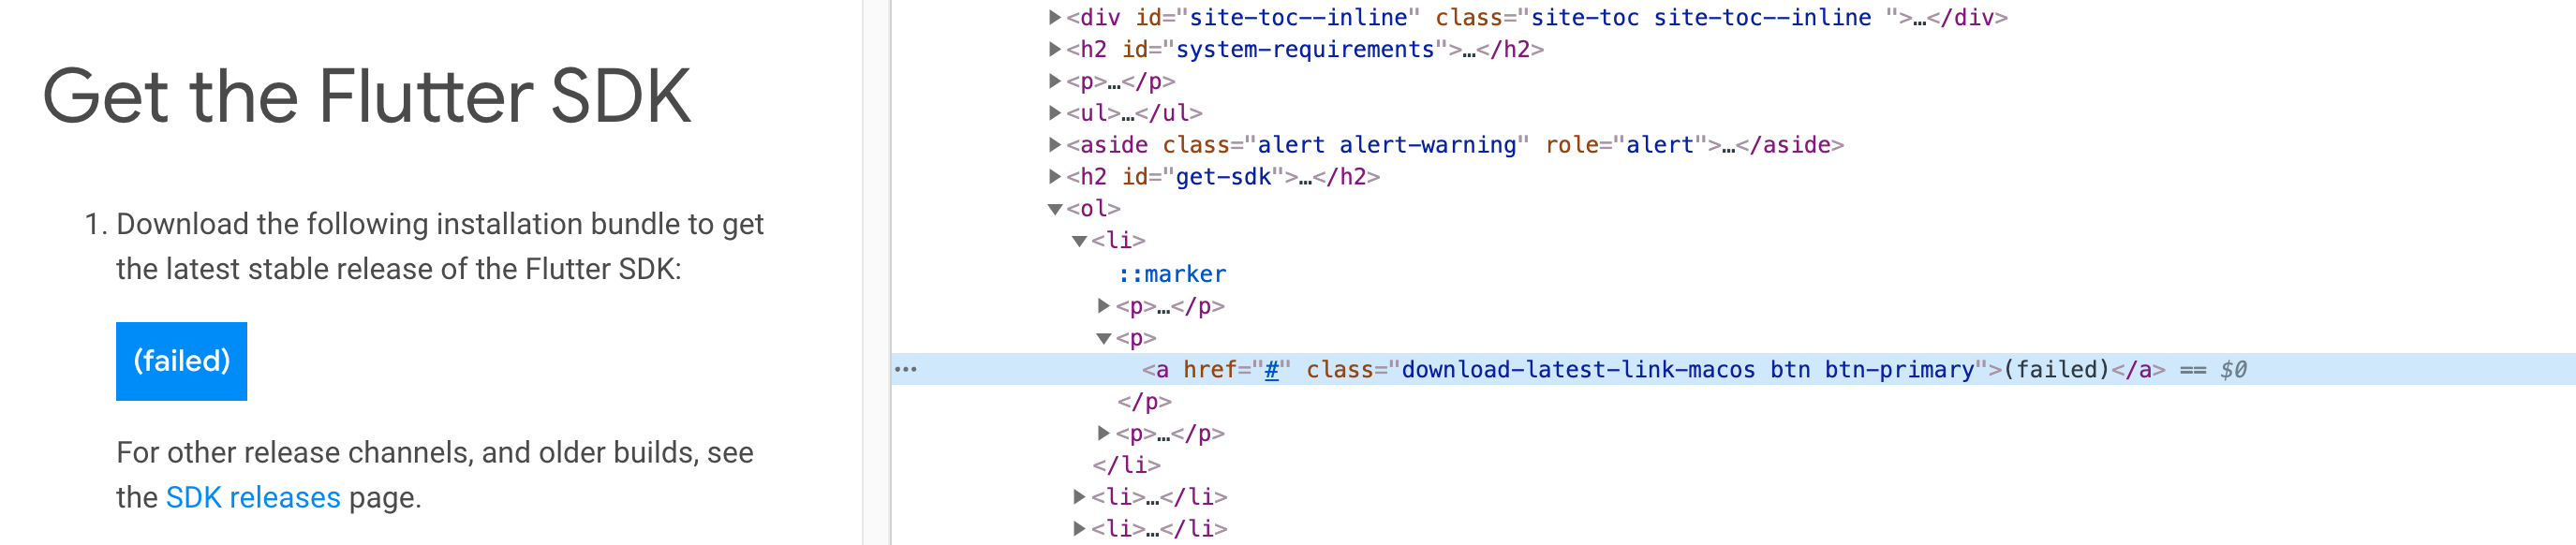 Get the Flutter SDK
1. Download the following installation bundle to get
the latest stable release of the Flutter SDK:
(failed)
For other release channels, and older builds, see
the SDK releases page.
<div id="site-toc--inline" class="site-toc site-toc--inline ">…</div>
<h2 id="system-requirements">…</h2>
<p>…</p>
<ul>…</ul>
<aside class="alert alert-warning" role="alert">…</aside>
<h2 id="get-sdk">…</h2>
<ol>
<li>
::marker
<p>…</p>
<p>
<a href="#" class="download-latest-link-macos btn btn-primary">(failed)</a> == $0
</p>
<p>…</p>
</li>
<li>…</li>
<li>…</li>